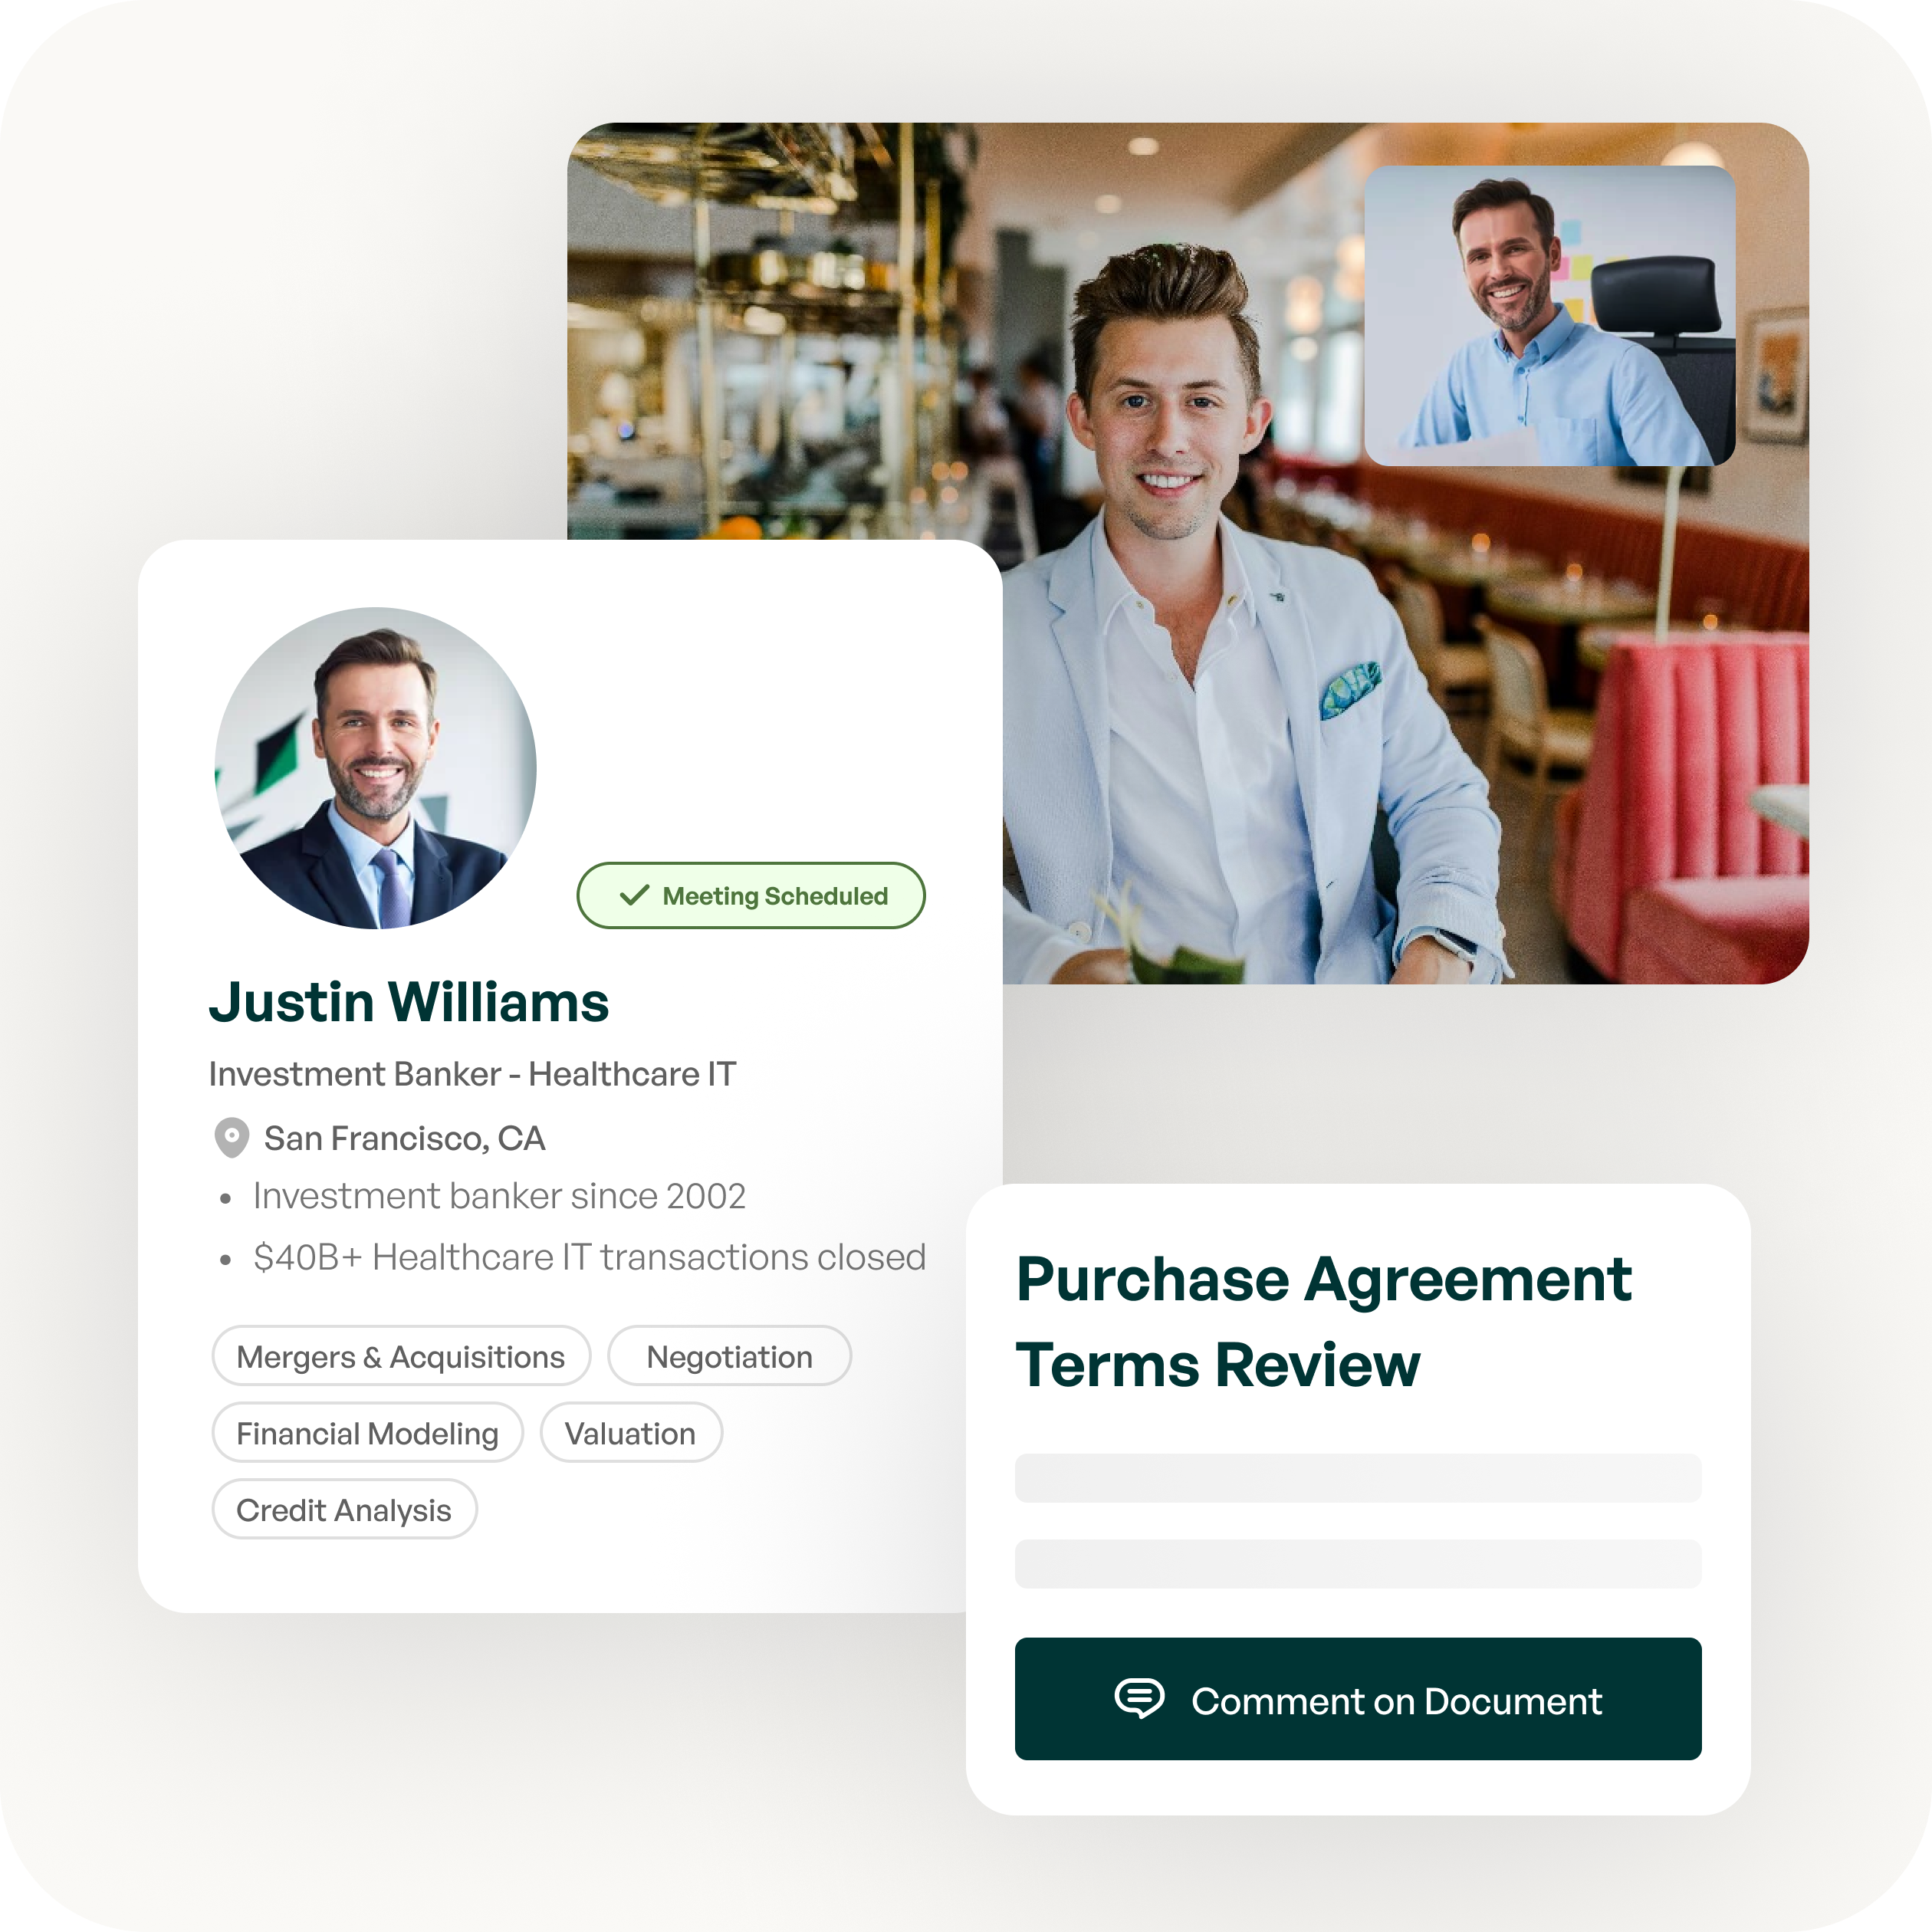 Meeting Scheduled
Justin Williams
Investment Banker - Healthcare IT
San Francisco, CA
• Investment banker since 2002
• $40B+ Healthcare IT transactions closed
Mergers & Acquisitions
Negotiation
Financial Modeling
Valuation
Credit Analysis
Purchase Agreement
Terms Review
Comment on Document